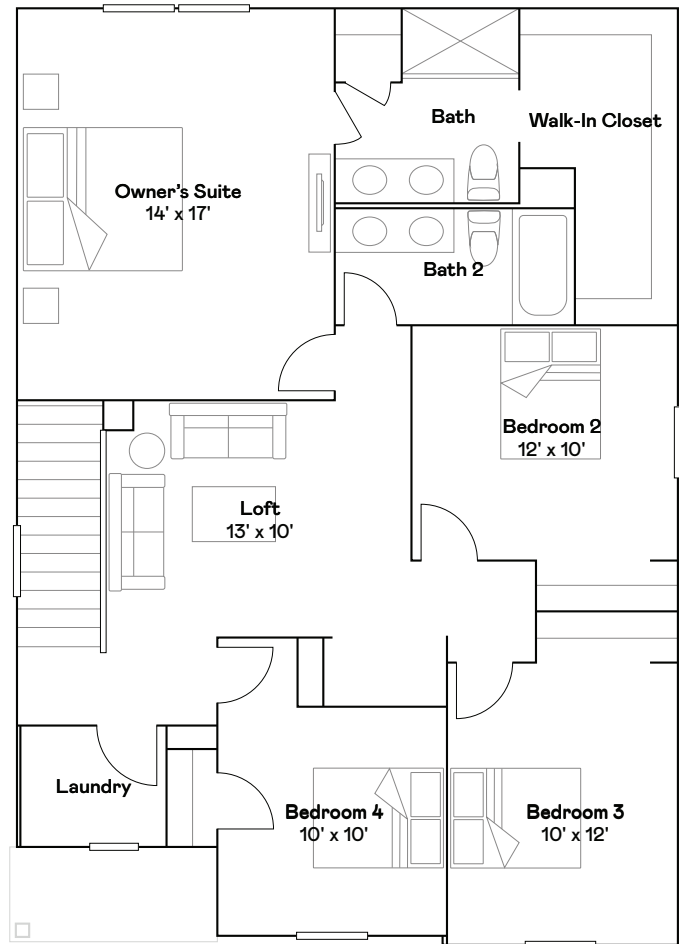 Bath
Walk-In Closet
Owner's Suite
14' x 17'
Bath 2
Bedroom 2
12' x 10'
Loft
13' x 10'
Laundry
Bedroom 4
10' x 10'
Bedroom 3
10' x 12'